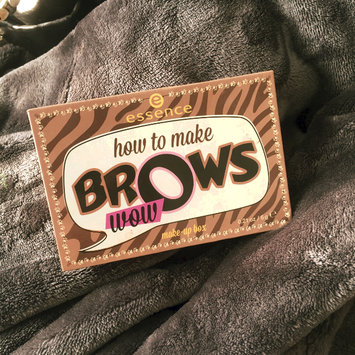 essence
how to make
BROWS
wow
make-up box